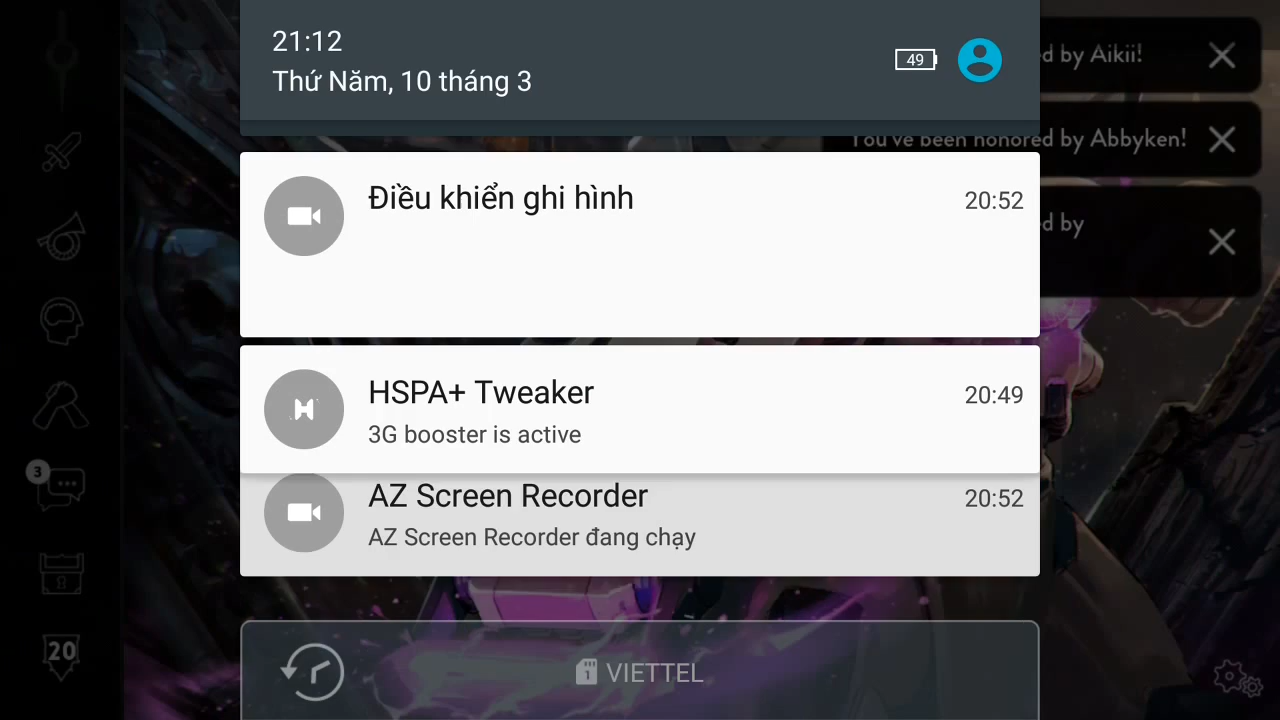 21:12
49
Thứ Năm, 10 tháng 3
d by Aikii!
You've been honored by Abbyken!
Điều khiển ghi hình
20:52
d by
HSPA+ Tweaker
20:49
3G booster is active
3
AZ Screen Recorder
20:52
AZ Screen Recorder đang chạy
20
1 VIETTEL